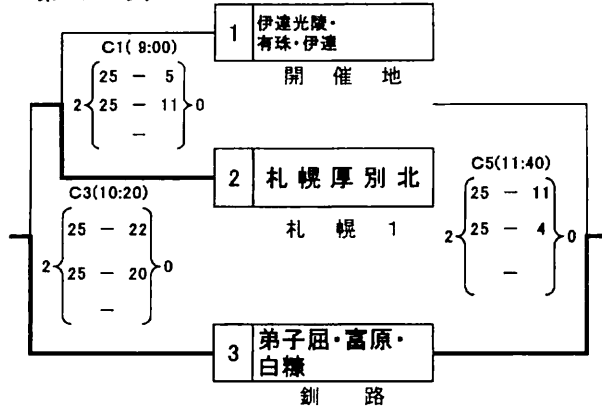 C1( 9:00)
25 － 5
2 25 － 11 0
－
1 伊達光陵・
有珠・伊達
開催地
2 札幌厚別北
札幌1
C3(10:20)
25 － 22
2 25 － 20 0
－
C5(11:40)
25 － 11
2 25 － 4 0
－
3 弟子屈・富原・
白糠
釧路